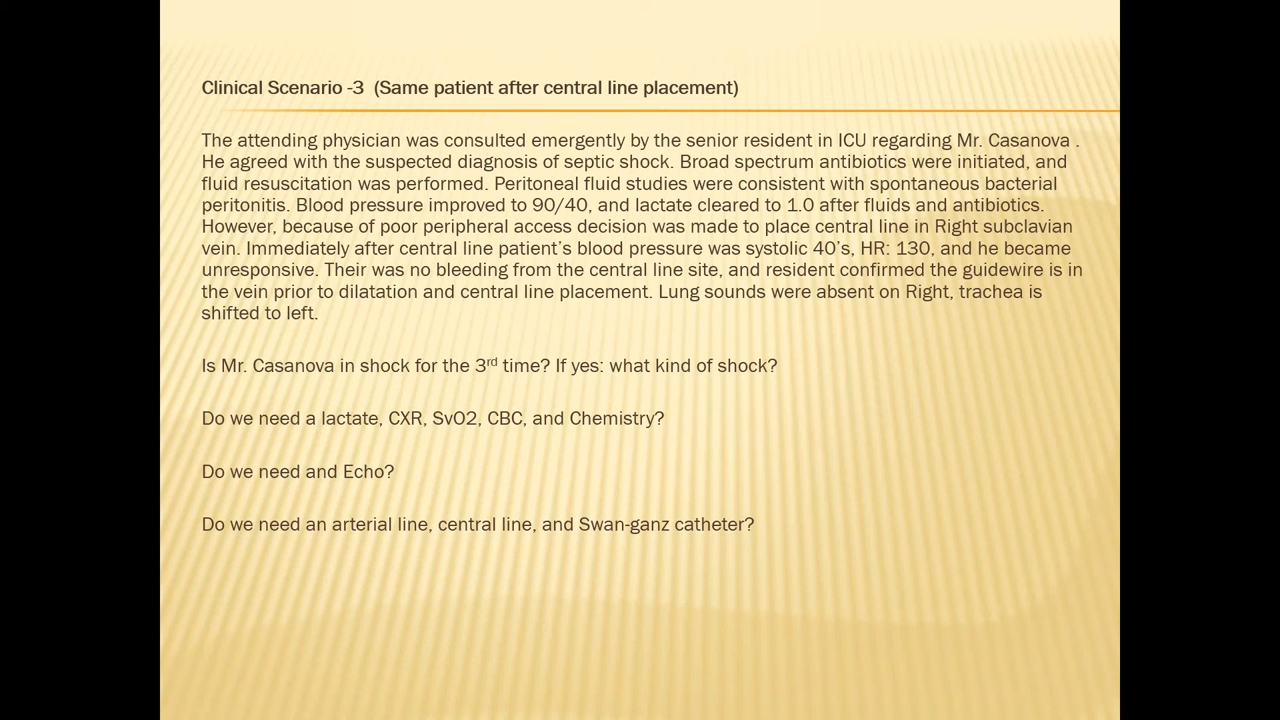 Clinical Scenario -3  (Same patient after central line placement)
The attending physician was consulted emergently by the senior resident in ICU regarding Mr. Casanova .
He agreed with the suspected diagnosis of septic shock. Broad spectrum antibiotics were initiated, and
fluid resuscitation was performed. Peritoneal fluid studies were consistent with spontaneous bacterial
peritonitis. Blood pressure improved to 90/40, and lactate cleared to 1.0 after fluids and antibiotics.
However, because of poor peripheral access decision was made to place central line in Right subclavian
vein. Immediately after central line patient’s blood pressure was systolic 40’s, HR: 130, and he became
unresponsive. Their was no bleeding from the central line site, and resident confirmed the guidewire is in
the vein prior to dilatation and central line placement. Lung sounds were absent on Right, trachea is
shifted to left.
Is Mr. Casanova in shock for the 3rd time? If yes: what kind of shock?
Do we need a lactate, CXR, SvO2, CBC, and Chemistry?
Do we need and Echo?
Do we need an arterial line, central line, and Swan-ganz catheter?